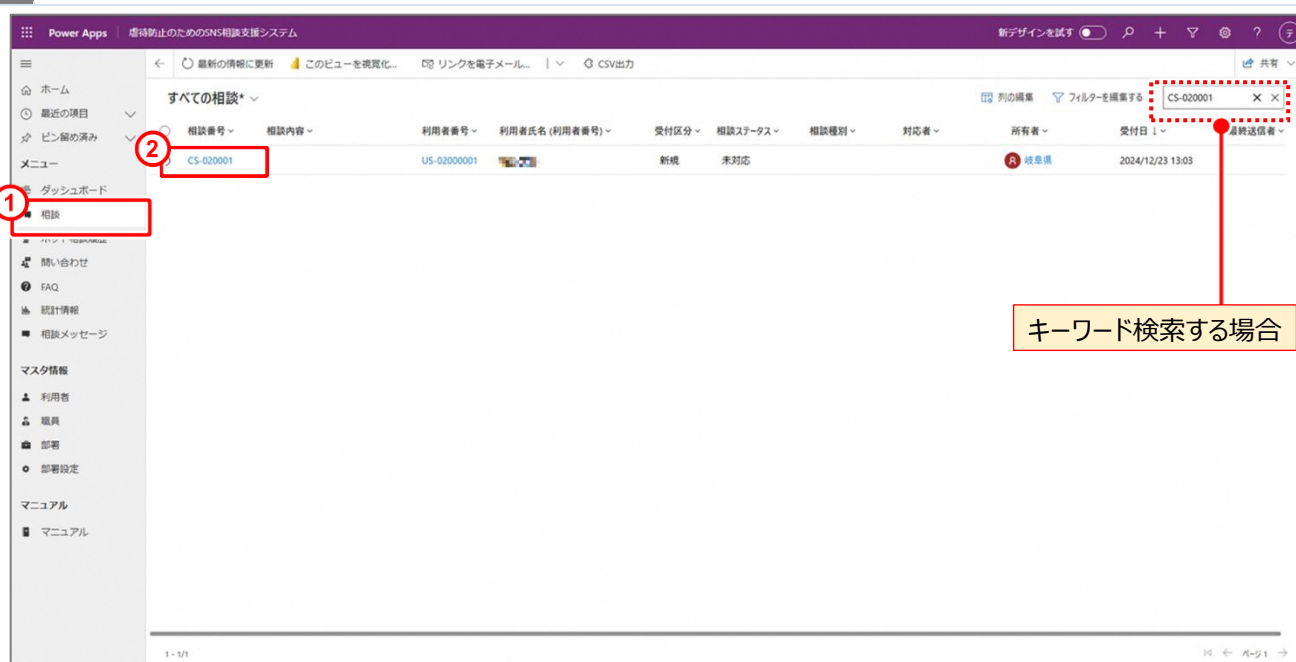 Power Apps 虐待防止のためのSNS相談支援システム 新デザインを試す ?
最新の情報に更新 このビューを視覚化... リンクを電子メール... CSV出力 共有
ホーム
最近の項目
ピン留め済み
メニュー
ダッシュボード
相談
問い合わせ
FAQ
統計情報
相談メッセージ
マスタ情報
利用者
職員
部署
部署設定
マニュアル
マニュアル
すべての相談* 列の編集 フィルターを編集する CS-020001
相談番号 相談内容 利用者番号 利用者氏名 (利用者番号) 受付区分 相談ステータス 相談種別 対応者 所有者 受付日 ↓ 最終送信者
CS-020001 US-02000001 新規 未対応 岐阜県 2024/12/23 13:03
1
2
キーワード検索する場合
1 - 1/1 ページ 1